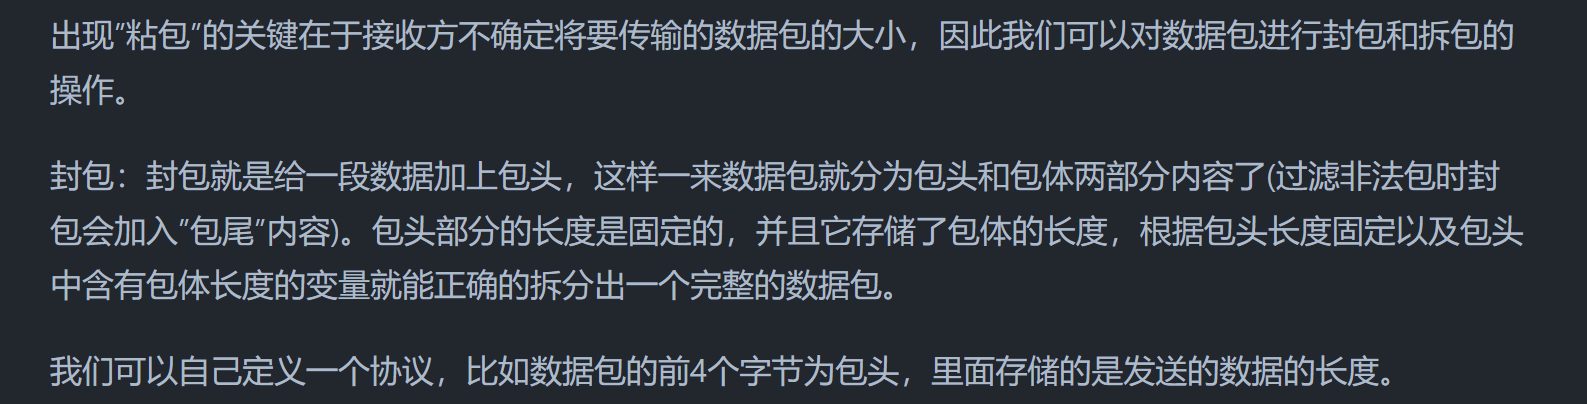 出现”粘包”的关键在于接收方不确定将要传输的数据包的大小，因此我们可以对数据包进行封包和拆包的
操作。
封包：封包就是给一段数据加上包头，这样一来数据包就分为包头和包体两部分内容了(过滤非法包时封
包会加入”包尾”内容)。包头部分的长度是固定的，并且它存储了包体的长度，根据包头长度固定以及包头
中含有包体长度的变量就能正确的拆分出一个完整的数据包。
我们可以自己定义一个协议，比如数据包的前4个字节为包头，里面存储的是发送的数据的长度。